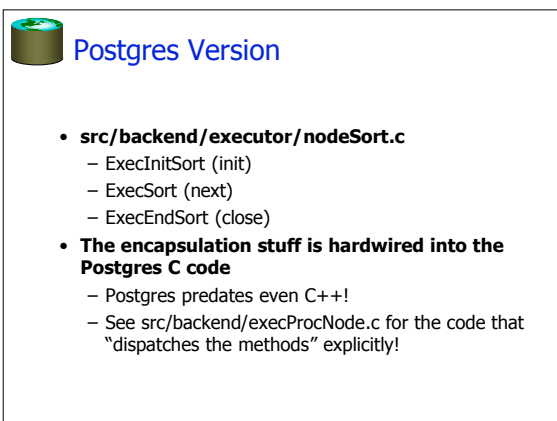 Postgres Version
• src/backend/executor/nodeSort.c
– ExecInitSort (init)
– ExecSort (next)
– ExecEndSort (close)
• The encapsulation stuff is hardwired into the
Postgres C code
– Postgres predates even C++!
– See src/backend/execProcNode.c for the code that
“dispatches the methods” explicitly!